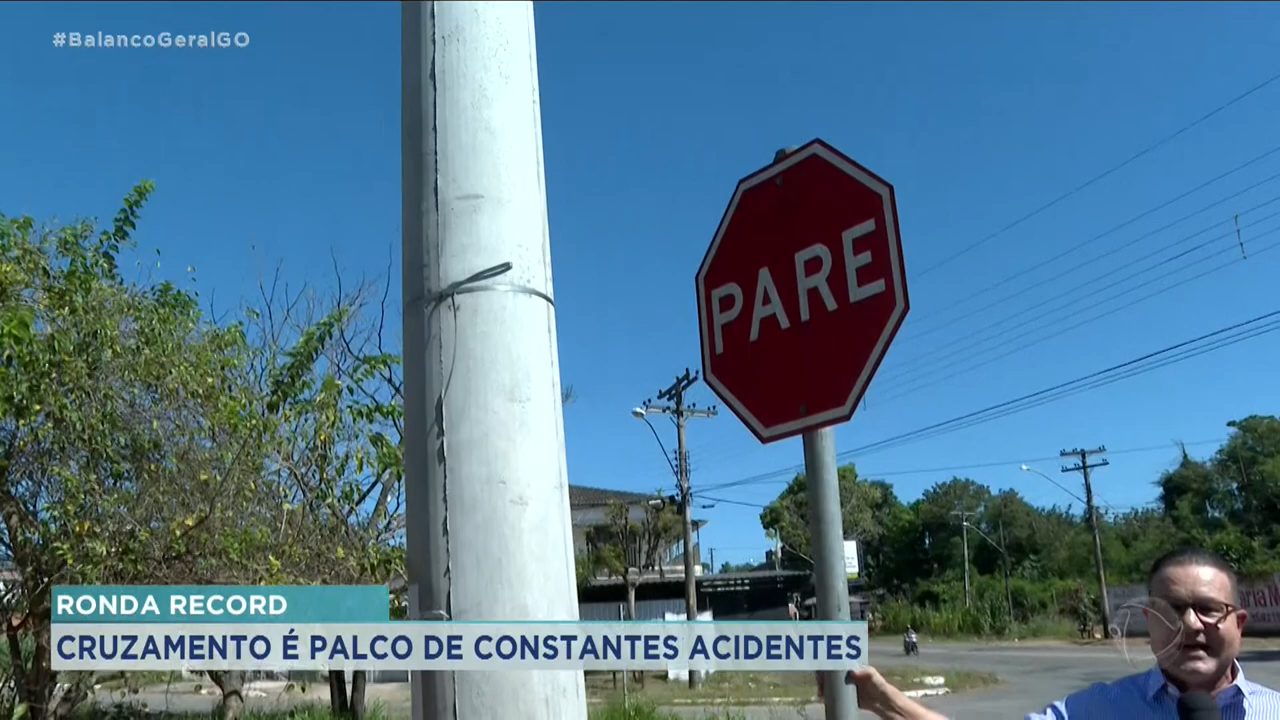 #BalancoGeralGO
PARE
RONDA RECORD
CRUZAMENTO É PALCO DE CONSTANTES ACIDENTES